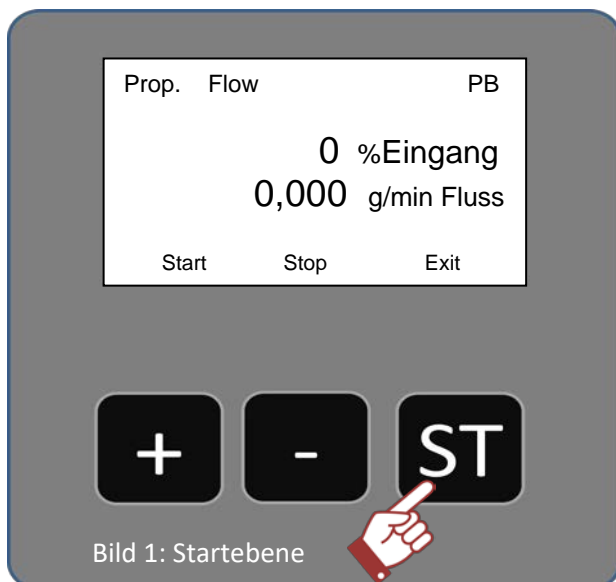 Prop. Flow PB
0 %Eingang
0,000 g/min Fluss
Start Stop Exit
+ - ST
Bild 1: Startebene